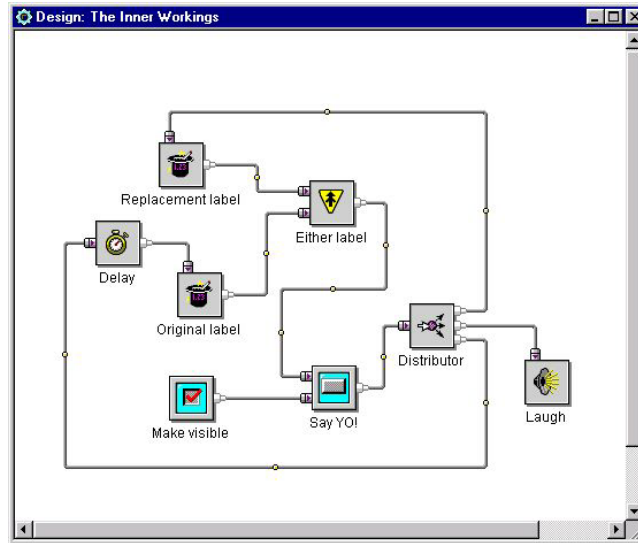 Design: The Inner Workings
Replacement label
Either label
Delay
Original label
Distributor
Make visible
Say YO!
Laugh